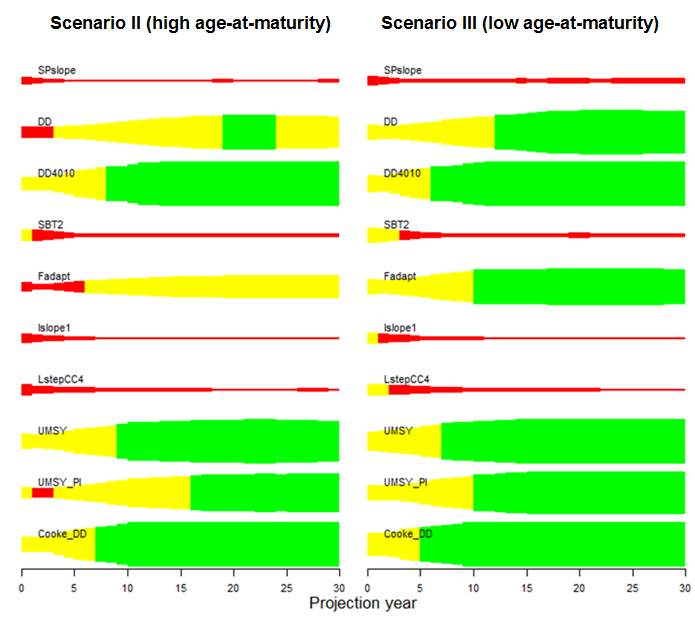 Scenario II (high age-at-maturity)
SPslope
DD
DD4010
SBT2
Fadapt
Islope1
LstepCC4
UMSY
UMSY_PI
Cooke_DD
0 5 10 15 20 25 30
Scenario III (low age-at-maturity)
SPslope
DD
DD4010
SBT2
Fadapt
Islope1
LstepCC4
UMSY
UMSY_PI
Cooke_DD
0 5 10 15 20 25 30
Projection year